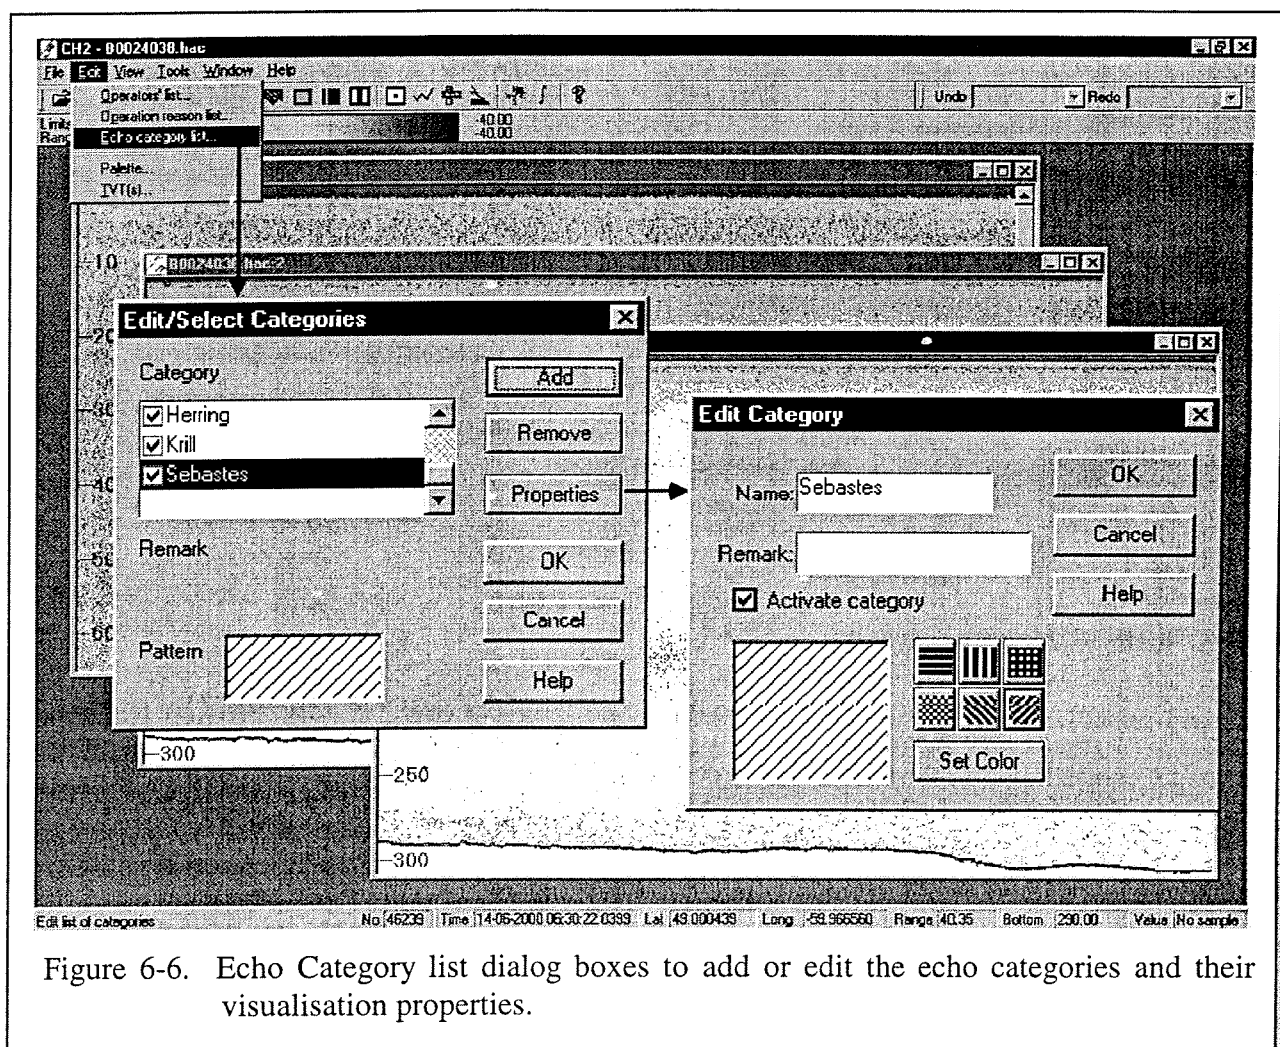 CH2 - B0024038.hac
File Edit View Tools Window Help
Operators' list...
Operation reason list...
Echo category list...
Palette...
TVT(s)...
Undo Redo
-40.00
-40.00
-10
B0024038.hac:2
Edit/Select Categories
Category
Herring
Krill
Sebastes
Remark
Pattern
Add
Remove
Properties
OK
Cancel
Help
Edit Category
Name: Sebastes
Remark:
Activate category
OK
Cancel
Help
Set Color
-300
-250
-300
Edit list of categories No 46239 Time 14-06-2000 06:30:22.0399 Lat 49.000439 Long -59.966560 Range 40.35 Bottom 290.00 Value No sample
Figure 6-6. Echo Category list dialog boxes to add or edit the echo categories and their
visualisation properties.